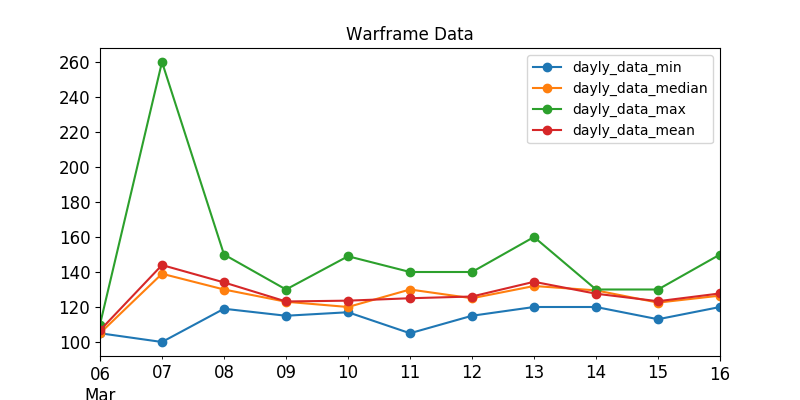 Warframe Data
dayly_data_min
dayly_data_median
dayly_data_max
dayly_data_mean
260
240
220
200
180
160
140
120
100
06 07 08 09 10 11 12 13 14 15 16
Mar